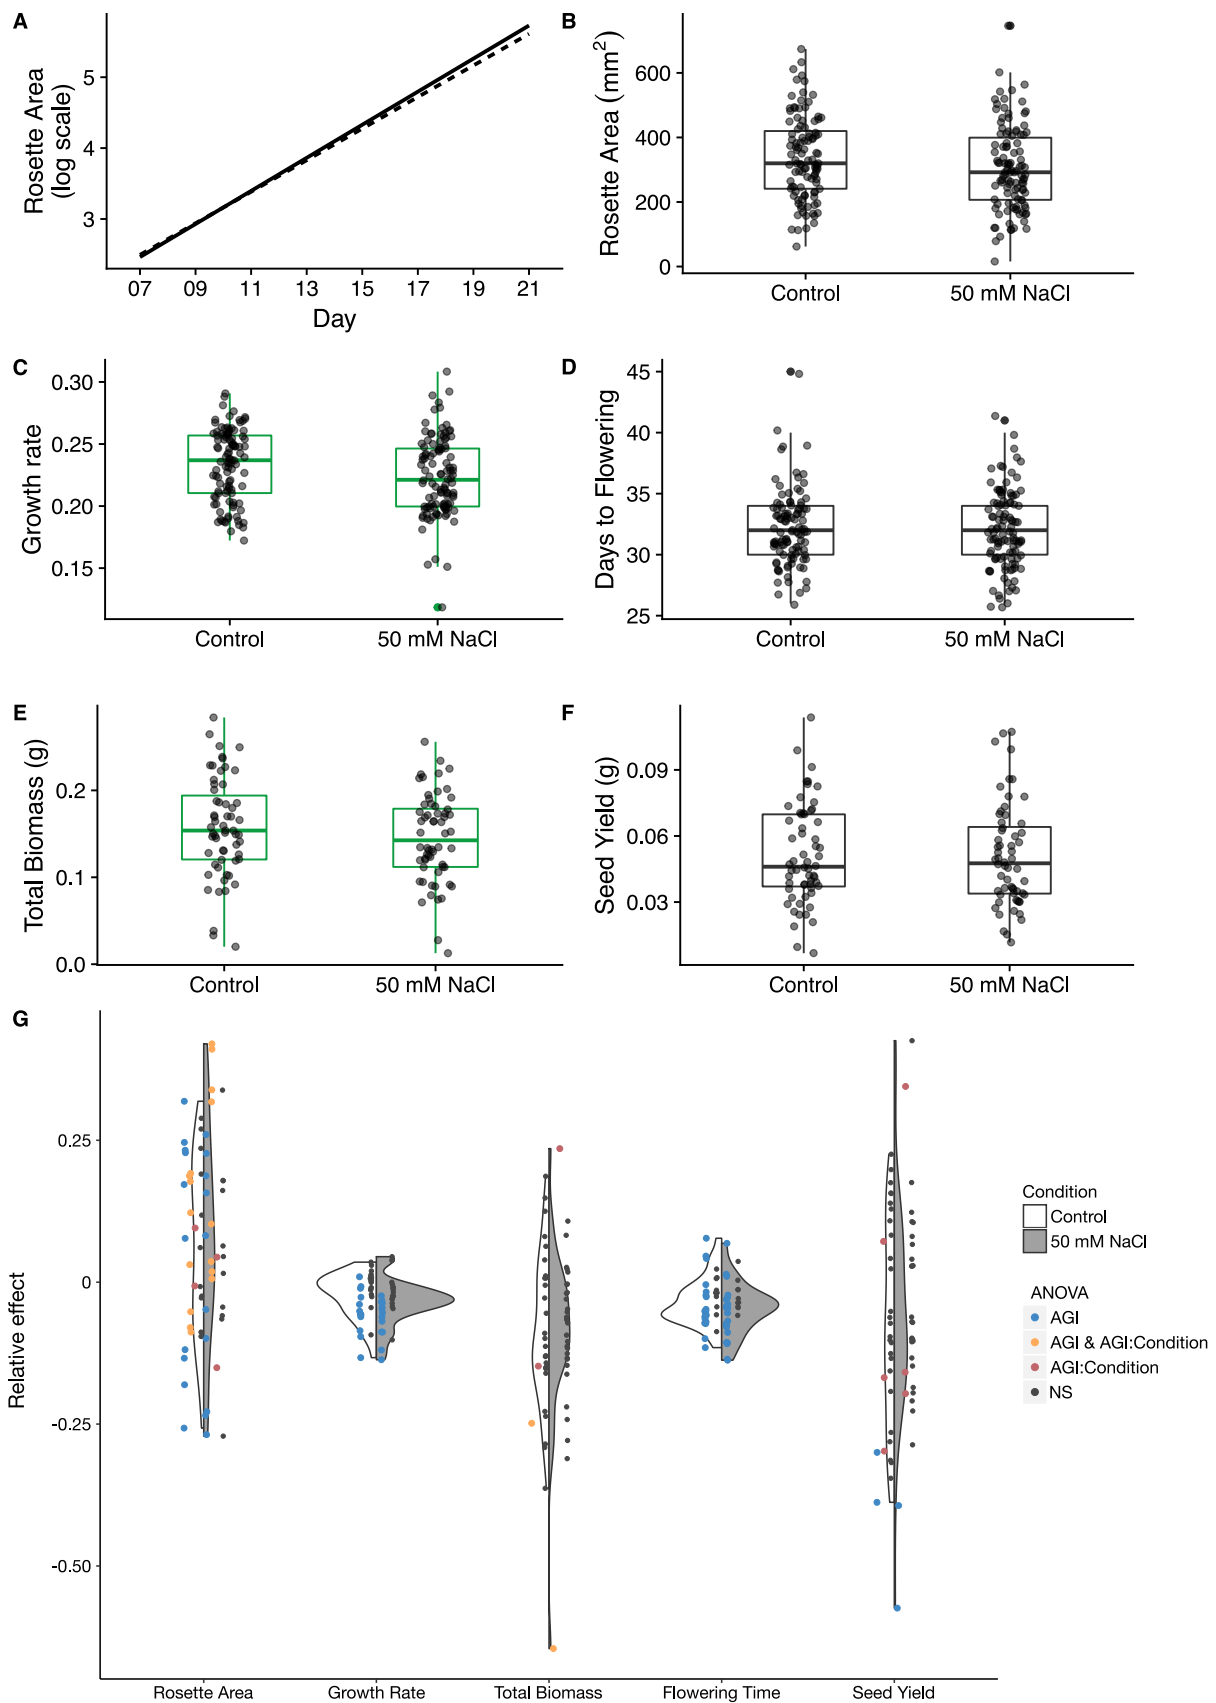 A
Rosette Area
(log scale)
5
4
3
07 09 11 13 15 17 19 21
Day
B
Rosette Area (mm²)
600
400
200
0
Control 50 mM NaCl
C
Growth rate
0.30
0.25
0.20
0.15
Control 50 mM NaCl
D
Days to Flowering
45
40
35
30
25
Control 50 mM NaCl
E
Total Biomass (g)
0.2
0.1
0.0
Control 50 mM NaCl
F
Seed Yield (g)
0.09
0.06
0.03
Control 50 mM NaCl
G
Relative effect
0.25
0
-0.25
-0.50
Rosette Area Growth Rate Total Biomass Flowering Time Seed Yield
Condition
Control
50 mM NaCl
ANOVA
AGI
AGI & AGI:Condition
AGI:Condition
NS